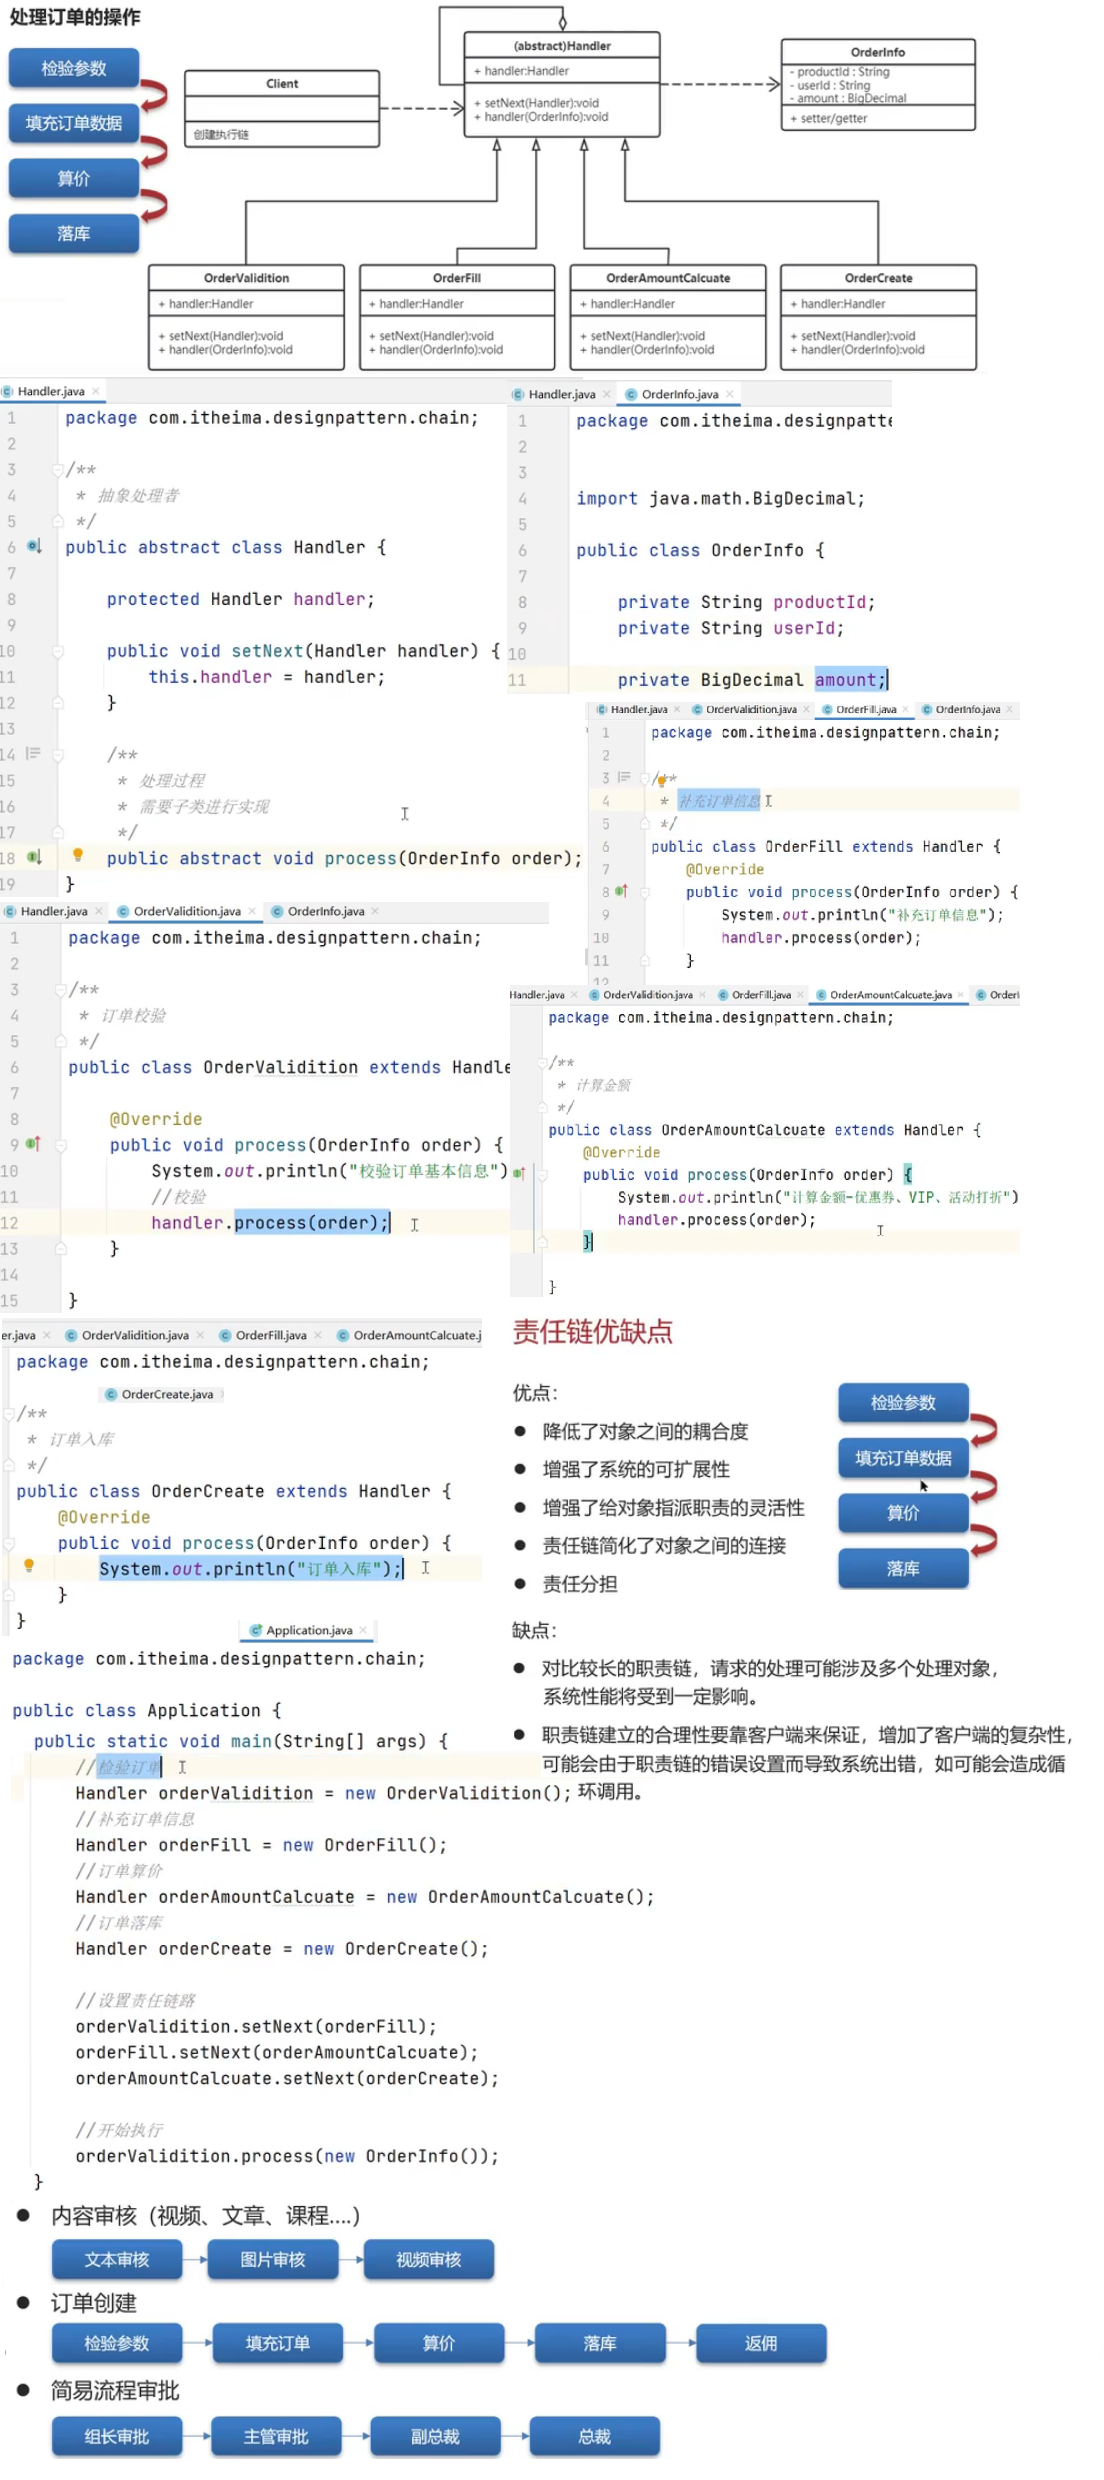 处理订单的操作
检验参数
填充订单数据
算价
落库
Client
创建执行链
(abstract)Handler
+ handler:Handler
+ setNext(Handler):void
+ handler(OrderInfo):void
OrderInfo
- productId : String
- userId : String
- amount : BigDecimal
+ setter/getter
OrderValidition
+ handler:Handler
+ setNext(Handler):void
+ handler(OrderInfo):void
OrderFill
+ handler:Handler
+ setNext(Handler):void
+ handler(OrderInfo):void
OrderAmountCalcuate
+ handler:Handler
+ setNext(Handler):void
+ handler(OrderInfo):void
OrderCreate
+ handler:Handler
+ setNext(Handler):void
+ handler(OrderInfo):void
Handler.java
1 package com.itheima.designpattern.chain;
2
3 /**
4 * 抽象处理者
5 */
6 public abstract class Handler {
7
8 protected Handler handler;
9
10 public void setNext(Handler handler) {
11 this.handler = handler;
12 }
13
14 /**
15 * 处理过程
16 * 需要子类进行实现
17 */
18 public abstract void process(OrderInfo order);
19 }
Handler.java OrderInfo.java
1 package com.itheima.designpatte
2
3
4 import java.math.BigDecimal;
5
6 public class OrderInfo {
7
8 private String productId;
9 private String userId;
10
11 private BigDecimal amount;
Handler.java OrderValidition.java OrderFill.java OrderInfo.java
1 package com.itheima.designpattern.chain;
2
3 /**
4 * 补充订单信息
5 */
6 public class OrderFill extends Handler {
7 @Override
8 public void process(OrderInfo order) {
9 System.out.println("补充订单信息");
10 handler.process(order);
11 }
12
Handler.java OrderValidition.java OrderInfo.java
1 package com.itheima.designpattern.chain;
2
3 /**
4 * 订单校验
5 */
6 public class OrderValidition extends Handle
7
8 @Override
9 public void process(OrderInfo order) {
10 System.out.println("校验订单基本信息")
11 //校验
12 handler.process(order);
13 }
14
15 }
Handler.java OrderValidition.java OrderFill.java OrderAmountCalcuate.java OrderI
package com.itheima.designpattern.chain;
/**
* 计算金额
*/
public class OrderAmountCalcuate extends Handler {
@Override
public void process(OrderInfo order) {
System.out.println("计算金额-优惠券、VIP、活动打折")
handler.process(order);
}
}
er.java OrderValidition.java OrderFill.java OrderAmountCalcuate.j
package com.itheima.designpattern.chain;
OrderCreate.java
/**
* 订单入库
*/
public class OrderCreate extends Handler {
@Override
public void process(OrderInfo order) {
System.out.println("订单入库");
}
}
责任链优缺点
优点：
● 降低了对象之间的耦合度
● 增强了系统的可扩展性
● 增强了给对象指派职责的灵活性
● 责任链简化了对象之间的连接
● 责任分担
检验参数
填充订单数据
算价
落库
缺点：
● 对比较长的职责链，请求的处理可能涉及多个处理对象，
系统性能将受到一定影响。
● 职责链建立的合理性要靠客户端来保证，增加了客户端的复杂性，
可能会由于职责链的错误设置而导致系统出错，如可能会造成循
环调用。
Application.java
package com.itheima.designpattern.chain;
public class Application {
public static void main(String[] args) {
//检验订单
Handler orderValidition = new OrderValidition();
//补充订单信息
Handler orderFill = new OrderFill();
//订单算价
Handler orderAmountCalcuate = new OrderAmountCalcuate();
//订单落库
Handler orderCreate = new OrderCreate();
//设置责任链路
orderValidition.setNext(orderFill);
orderFill.setNext(orderAmountCalcuate);
orderAmountCalcuate.setNext(orderCreate);
//开始执行
orderValidition.process(new OrderInfo());
}
● 内容审核（视频、文章、课程....）
文本审核 图片审核 视频审核
● 订单创建
检验参数 填充订单 算价 落库 返佣
● 简易流程审批
组长审批 主管审批 副总裁 总裁